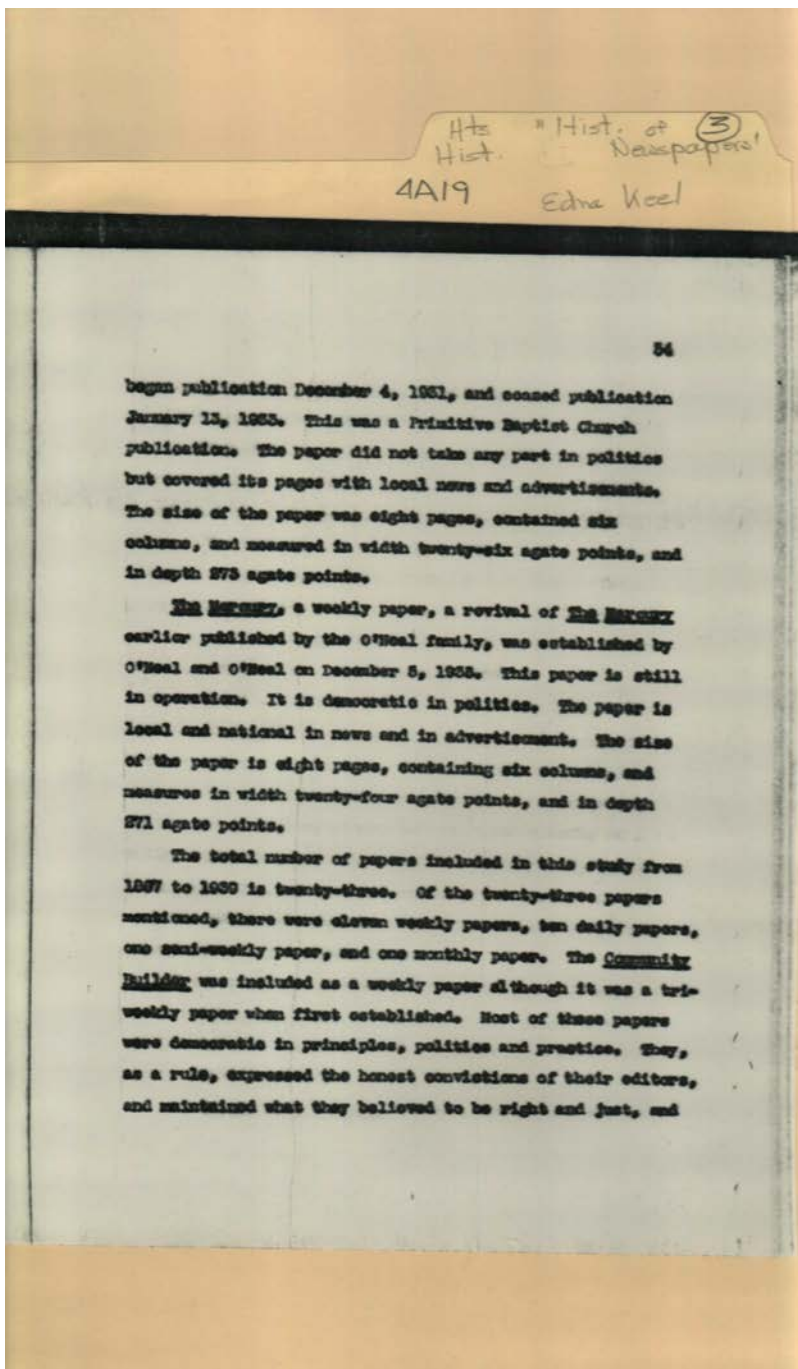 Hts "Hist. of ③
Hist. Newspapers"
4A19 Edna Keel
54
began publication December 4, 1931, and ceased publication
January 13, 1933. This was a Primitive Baptist Church
publication. The paper did not take any part in politics
but covered its pages with local news and advertisements.
The size of the paper was eight pages, contained six
columns, and measured in width twenty-six agate points, and
in depth 273 agate points.
The Mercury, a weekly paper, a revival of The Mercury
earlier published by the O'Neal family, was established by
O'Neal and O'Neal on December 5, This paper is still
in operation. It is democratic in politics. The paper is
local and national in news and in advertisement. The size
of the paper is eight pages, containing six columns, and
measures in width twenty-four agate points, and in depth
271 agate points.
The total number of papers included in this study from
to 1939 is twenty-three. Of the twenty-three papers
mentioned, there were eleven weekly papers, ten daily papers,
one semi-weekly paper, and one monthly paper. The Community
Builder was included as a weekly paper although it was a tri-
weekly paper when first established. Most of these papers
were democratic in principles, politics and practice. They,
as a rule, expressed the honest convictions of their editors,
and maintained what they believed to be right and just, and